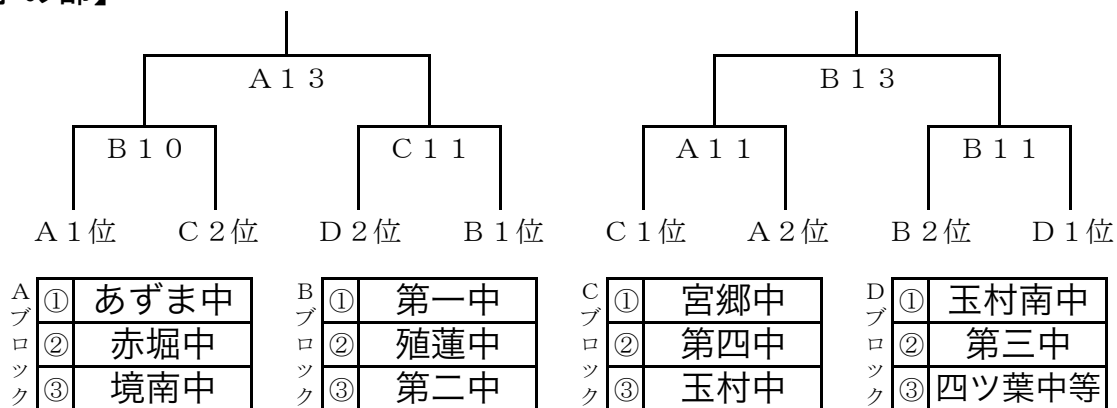 A13 B13
B10 C11 A11 B11
A1位 C2位 D2位 B1位 C1位 A2位 B2位 D1位
Aブロック ① あずま中
② 赤堀中
③ 境南中
Bブロック ① 第一中
② 殖蓮中
③ 第二中
Cブロック ① 宮郷中
② 第四中
③ 玉村中
Dブロック ① 玉村南中
② 第三中
③ 四ツ葉中等